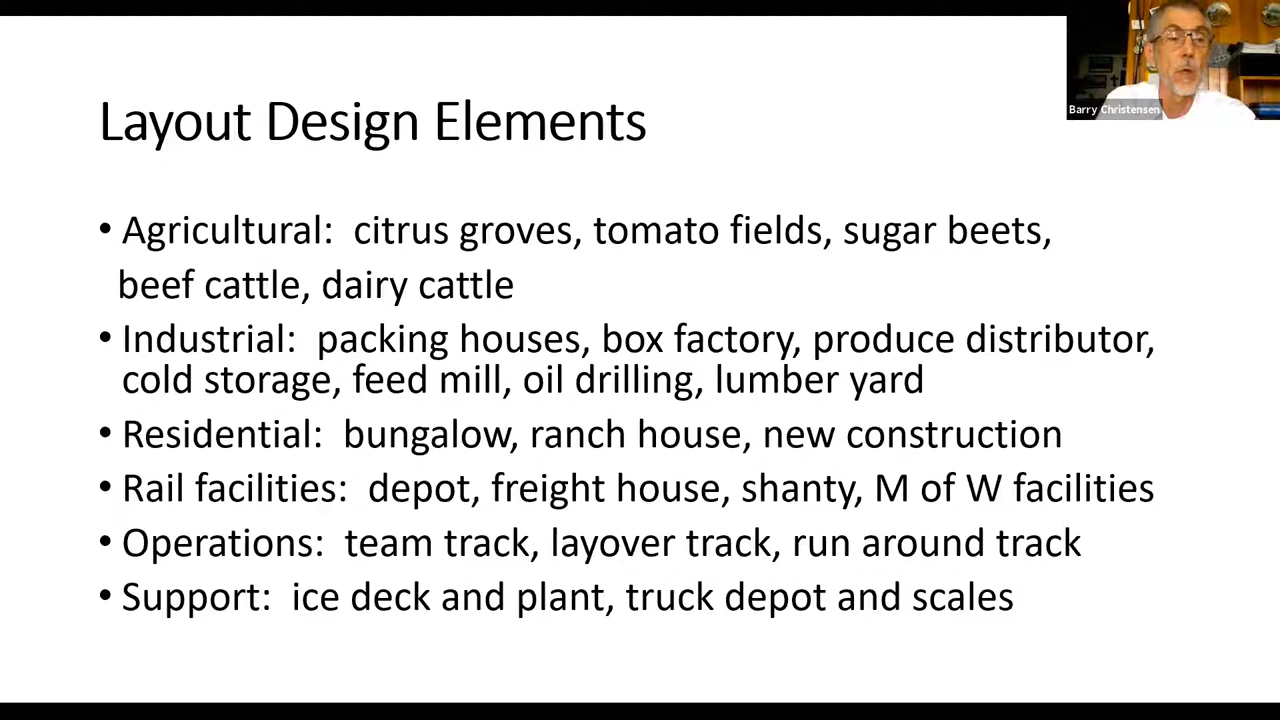 Barry Christensen
Layout Design Elements
• Agricultural:  citrus groves, tomato fields, sugar beets,
beef cattle, dairy cattle
• Industrial:  packing houses, box factory, produce distributor,
cold storage, feed mill, oil drilling, lumber yard
• Residential:  bungalow, ranch house, new construction
• Rail facilities:  depot, freight house, shanty, M of W facilities
• Operations:  team track, layover track, run around track
• Support:  ice deck and plant, truck depot and scales